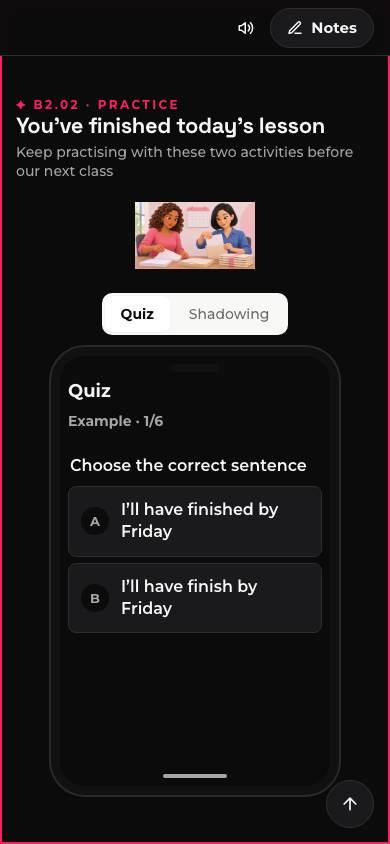 Notes
B2.02 · PRACTICE
You've finished today's lesson
Keep practising with these two activities before
our next class
Quiz
Shadowing
Quiz
Example · 1/6
Choose the correct sentence
A
I'll have finished by
Friday
B
I'll have finish by
Friday